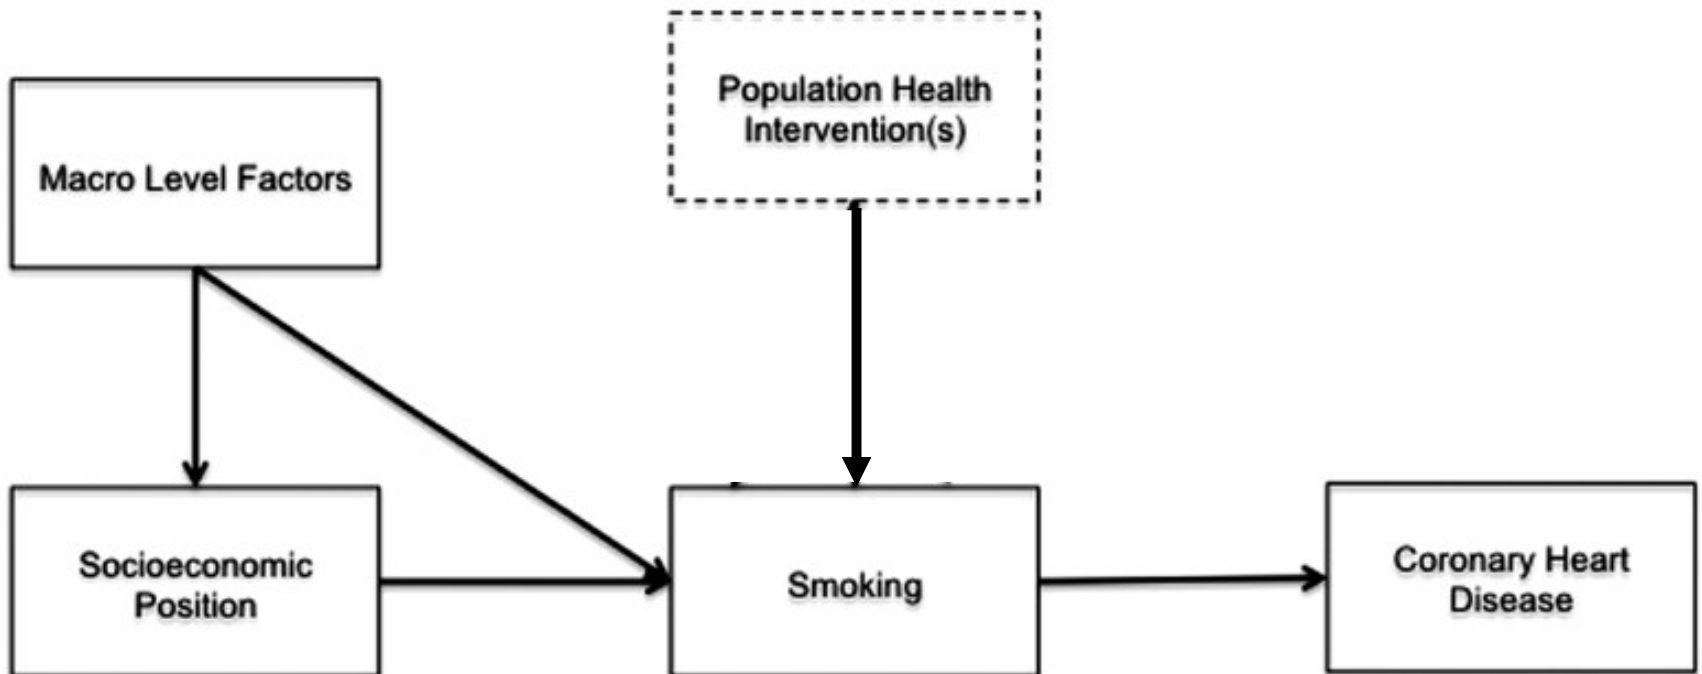 Population Health
Intervention(s)
Macro Level Factors
Socioeconomic
Position
Smoking
Coronary Heart
Disease